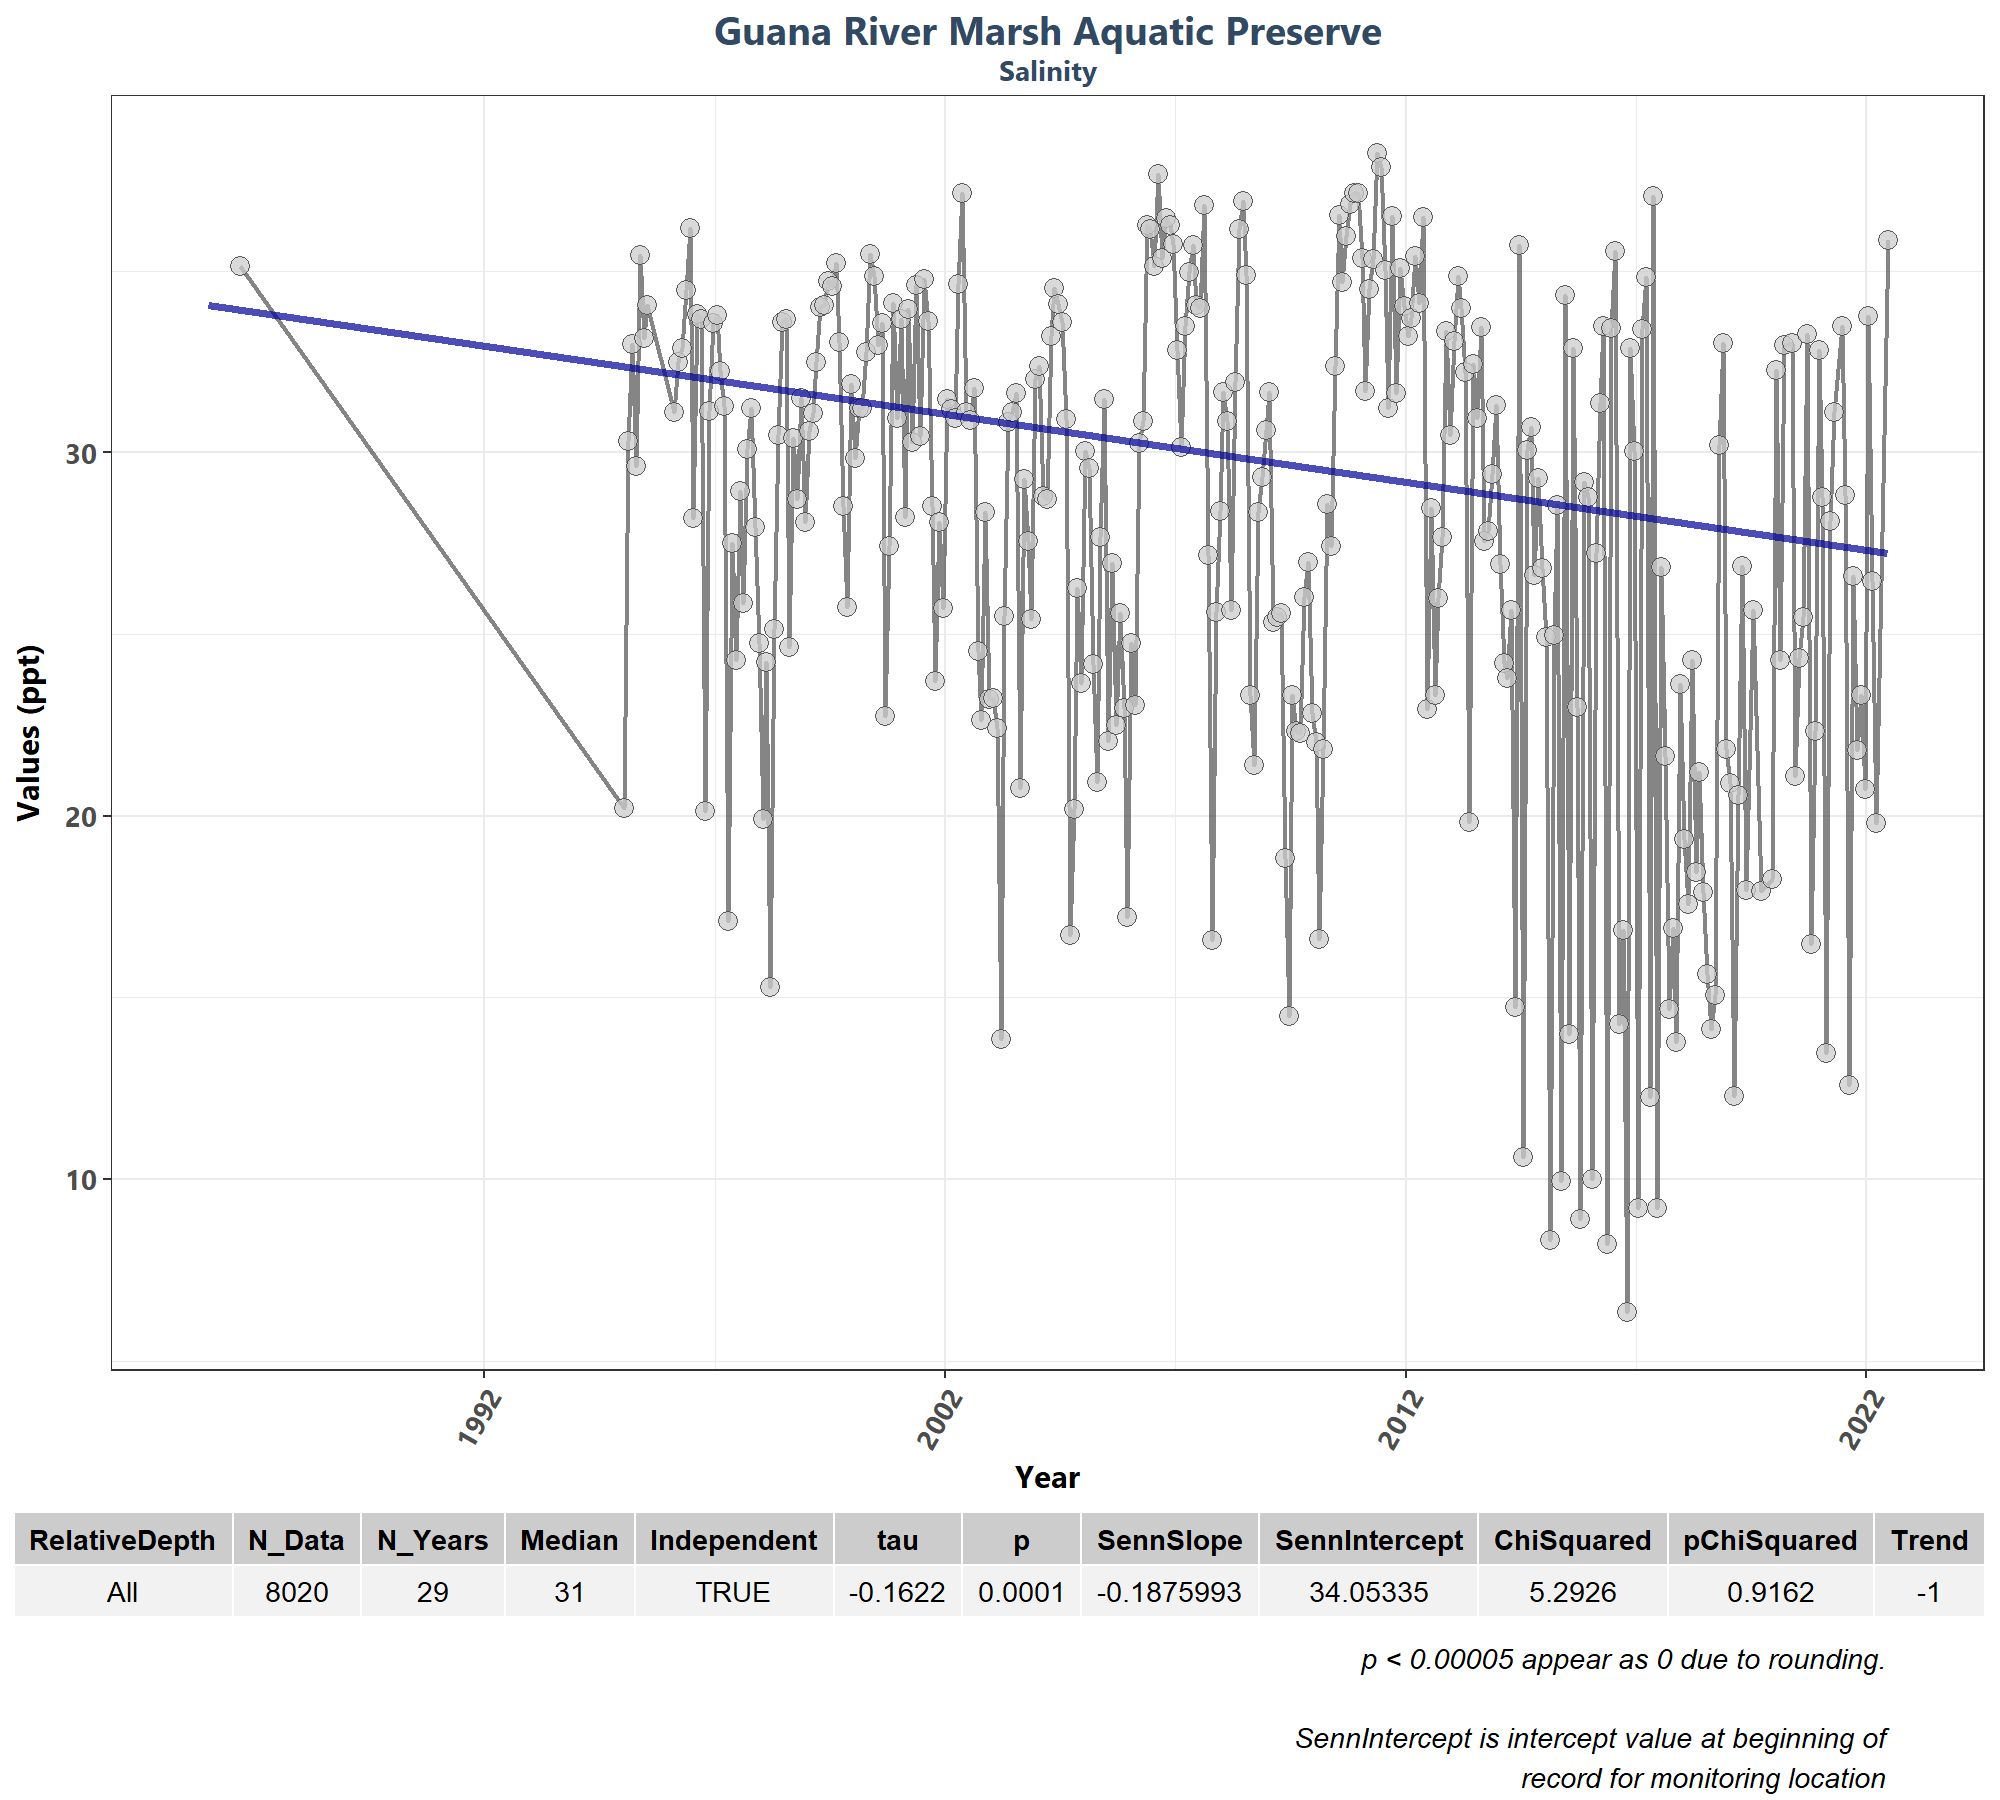 Guana River Marsh Aquatic Preserve
Salinity
Values (ppt)
30
20
10
1992
2002
2012
2022
Year
RelativeDepth N_Data N_Years Median Independent tau p SennSlope SennIntercept ChiSquared pChiSquared Trend
All 8020 29 31 TRUE -0.1622 0.0001 -0.1875993 34.05335 5.2926 0.9162 -1
p < 0.00005 appear as 0 due to rounding.
SennIntercept is intercept value at beginning of
record for monitoring location